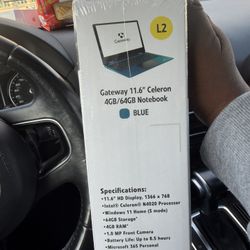 L2
Gateway
Gateway 11.6" Celeron
4GB/64GB Notebook
BLUE
Specifications:
• 11.6" HD Display, 1366 x 768
• Intel® Celeron® N4020 Processor
• Windows 11 Home (S mode)
• 64GB Storage*
• 4GB RAM*
• 1.0 MP Front Camera
• Battery Life: Up to 8.5 hours
• Microsoft 365 Personal